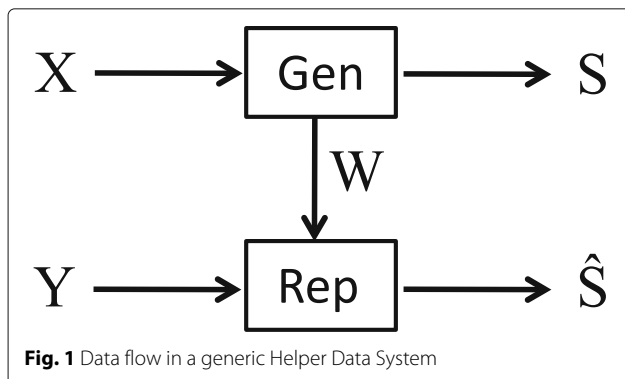 X
Gen
S
W
Y
Rep
Ŝ
Fig. 1 Data flow in a generic Helper Data System